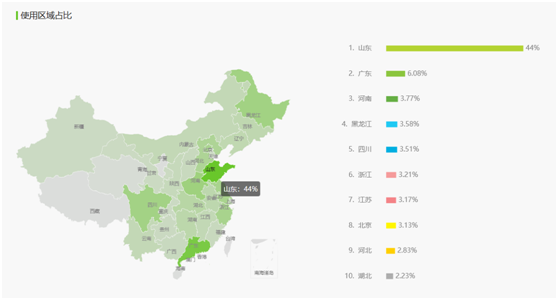 使用区域占比
1. 山东 44%
2. 广东 6.08%
3. 河南 3.77%
4. 黑龙江 3.58%
5. 四川 3.51%
6. 浙江 3.21%
7. 江苏 3.17%
8. 北京 3.13%
9. 河北 2.83%
10. 湖北 2.23%
黑龙江
吉林
辽宁
新疆
内蒙古
宁夏
山西
青海
甘肃
山东
山东：44%
陕西
河南
西藏
四川
重庆
湖北
安徽
上海
浙江
湖南
江西
贵州
云南
福建
台湾
广西
香港
澳门
海南
南海诸岛